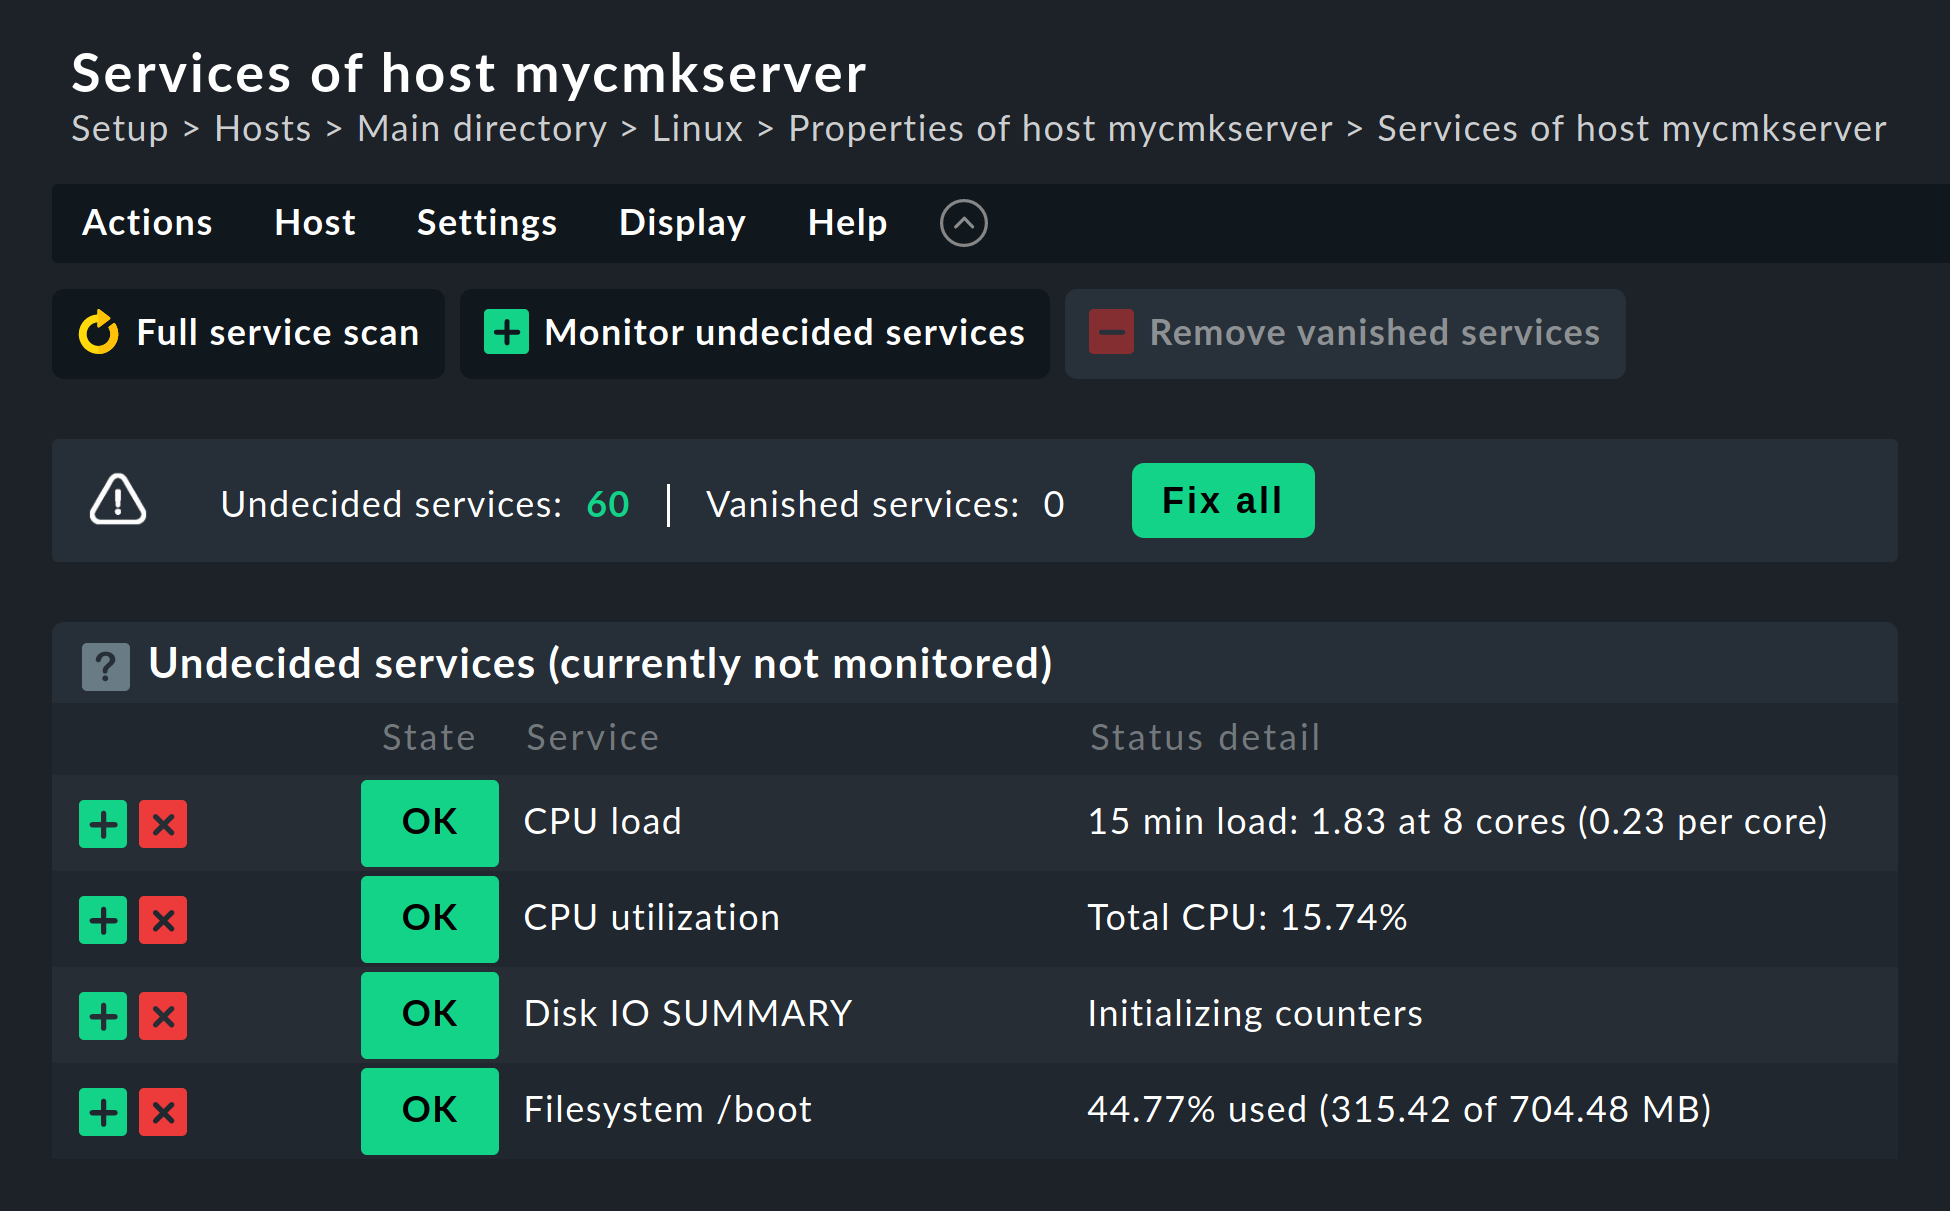 Services of host mycmkserver
Setup > Hosts > Main directory > Linux > Properties of host mycmkserver > Services of host mycmkserver
Actions Host Settings Display Help
Full service scan Monitor undecided services Remove vanished services
Undecided services: 60 | Vanished services: 0 Fix all
? Undecided services (currently not monitored)
State Service Status detail
OK CPU load 15 min load: 1.83 at 8 cores (0.23 per core)
OK CPU utilization Total CPU: 15.74%
OK Disk IO SUMMARY Initializing counters
OK Filesystem /boot 44.77% used (315.42 of 704.48 MB)